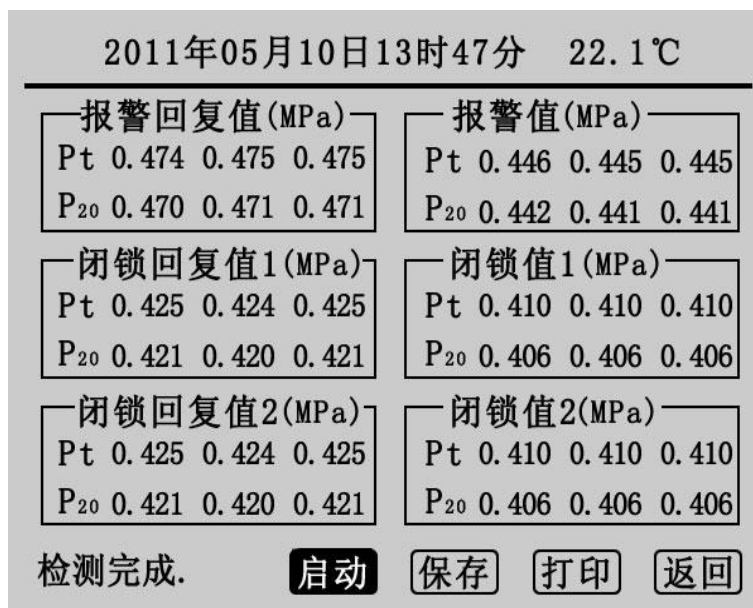 2011年05月10日13时47分 22.1℃
报警回复值(MPa) 报警值(MPa)
Pt 0.474 0.475 0.475 Pt 0.446 0.445 0.445
P₂₀ 0.470 0.471 0.471 P₂₀ 0.442 0.441 0.441
闭锁回复值1(MPa) 闭锁值1(MPa)
Pt 0.425 0.424 0.425 Pt 0.410 0.410 0.410
P₂₀ 0.421 0.420 0.421 P₂₀ 0.406 0.406 0.406
闭锁回复值2(MPa) 闭锁值2(MPa)
Pt 0.425 0.424 0.425 Pt 0.410 0.410 0.410
P₂₀ 0.421 0.420 0.421 P₂₀ 0.406 0.406 0.406
检测完成. 启动 保存 打印 返回